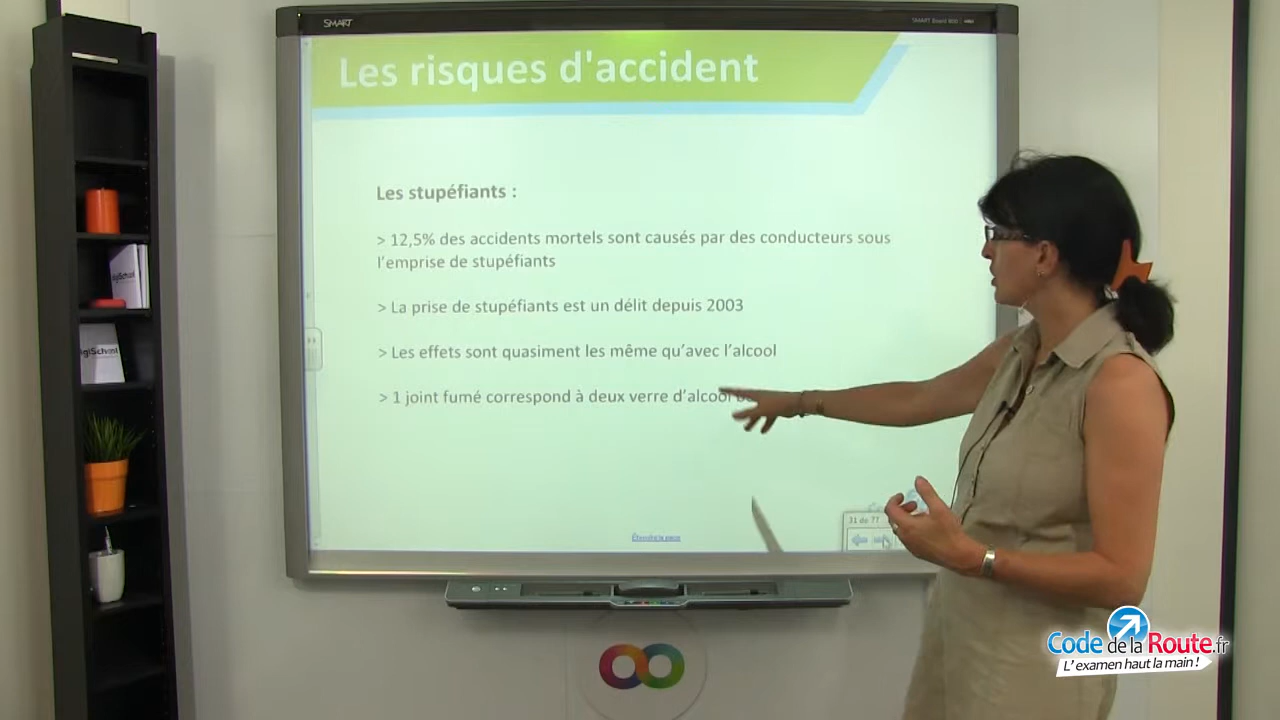 SMART
Les risques d'accident
Les stupéfiants :
> 12,5% des accidents mortels sont causés par des conducteurs sous
l'emprise de stupéfiants
> La prise de stupéfiants est un délit depuis 2003
> Les effets sont quasiment les même qu'avec l'alcool
> 1 joint fumé correspond à deux verre d'alcool
31 de 77
Étendre la page
Code de la Route.fr
L'examen haut la main !